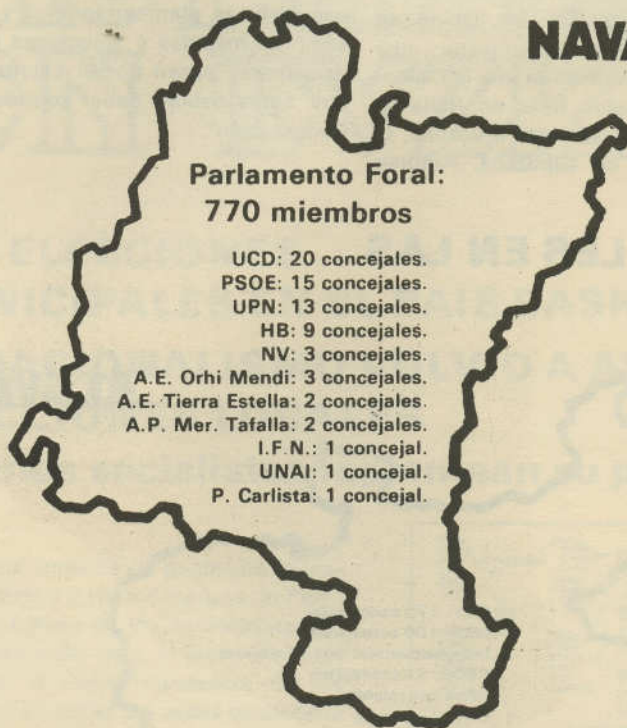 NAVA
Parlamento Foral:
770 miembros
UCD: 20 concejales.
PSOE: 15 concejales.
UPN: 13 concejales.
HB: 9 concejales.
NV: 3 concejales.
A.E. Orhi Mendi: 3 concejales.
A.E. Tierra Estella: 2 concejales.
A.P. Mer. Tafalla: 2 concejales.
I.F.N.: 1 concejal.
UNAI: 1 concejal.
P. Carlista: 1 concejal.